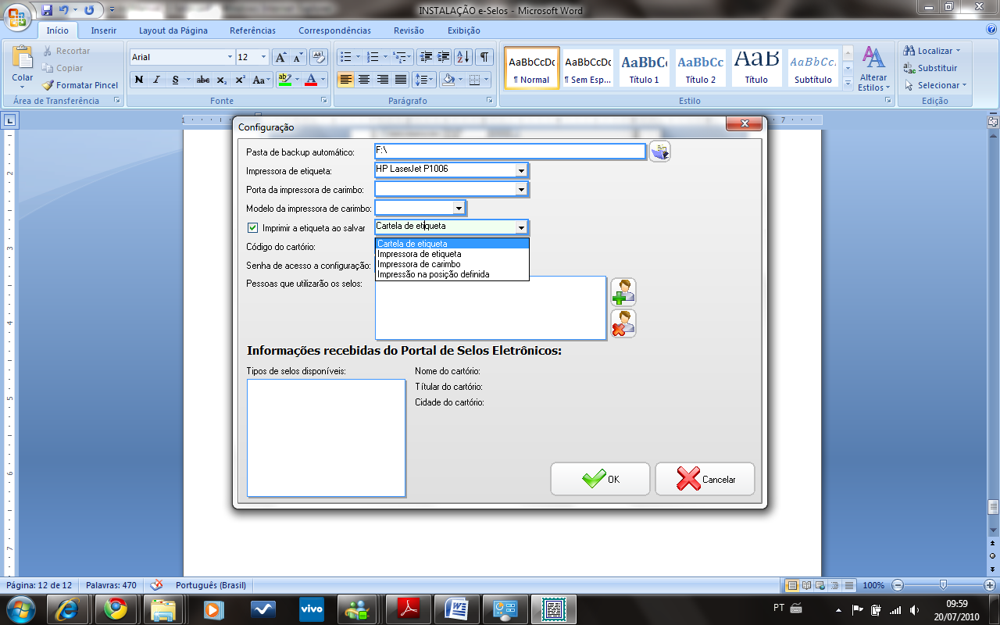 INSTALAÇÃO e-Selos - Microsoft Word
Início Inserir Layout da Página Referências Correspondências Revisão Exibição
Colar
Recortar
Copiar
Formatar Pincel
Área de Transferência
Arial 12
N I S abc x₂ x² Aa A
Fonte
Parágrafo
AaBbCcDc AaBbCcDc AaBbCc AaBbCc AaB AaBbCc.
¶ Normal ¶ Sem Esp... Título 1 Título 2 Título Subtítulo
Alterar Estilos
Estilo
Localizar
Substituir
Selecionar
Edição
Configuração
Pasta de backup automático: F:\
Impressora de etiqueta: HP LaserJet P1006
Porta da impressora de carimbo:
Modelo da impressora de carimbo:
Imprimir a etiqueta ao salvar Cartela de etiqueta
Cartela de etiqueta
Impressora de etiqueta
Impressora de carimbo
Impressão na posição definida
Código do cartório:
Senha de acesso a configuração:
Pessoas que utilizarão os selos:
Informações recebidas do Portal de Selos Eletrônicos:
Tipos de selos disponíveis:
Nome do cartório:
Títular do cartório:
Cidade do cartório:
OK Cancelar
Página: 12 de 12 Palavras: 470 Português (Brasil) 100%
vivo
PT
09:59
20/07/2010